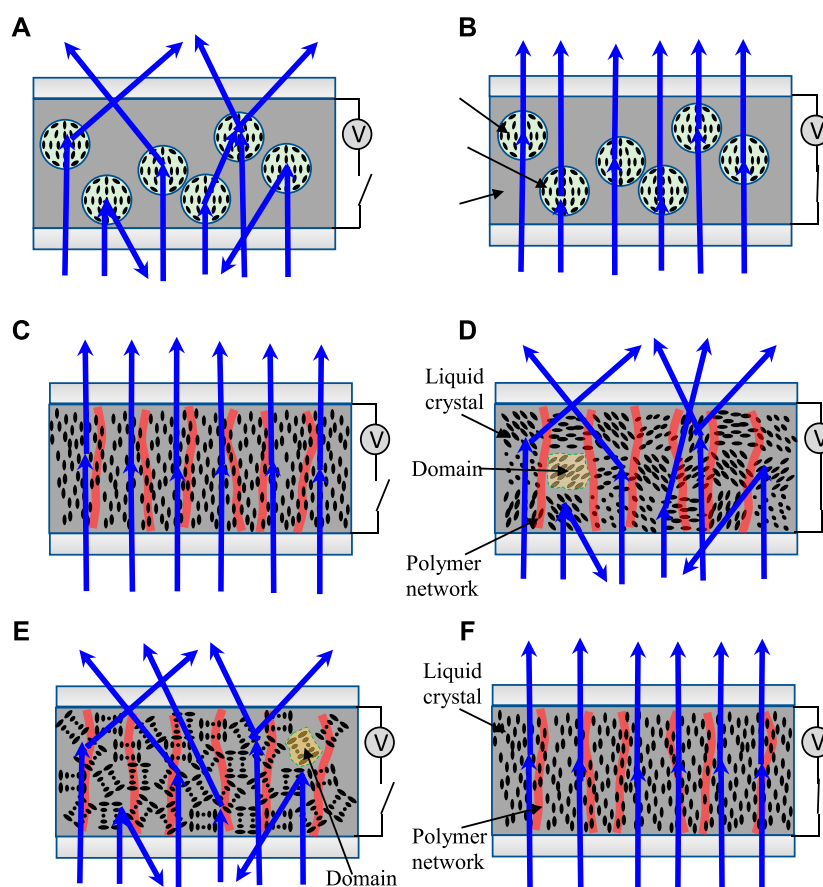 A
B
V
V
C
D
Liquid
crystal
V
V
Domain
Polymer
network
E
F
Liquid
crystal
V
V
Polymer
network
Domain